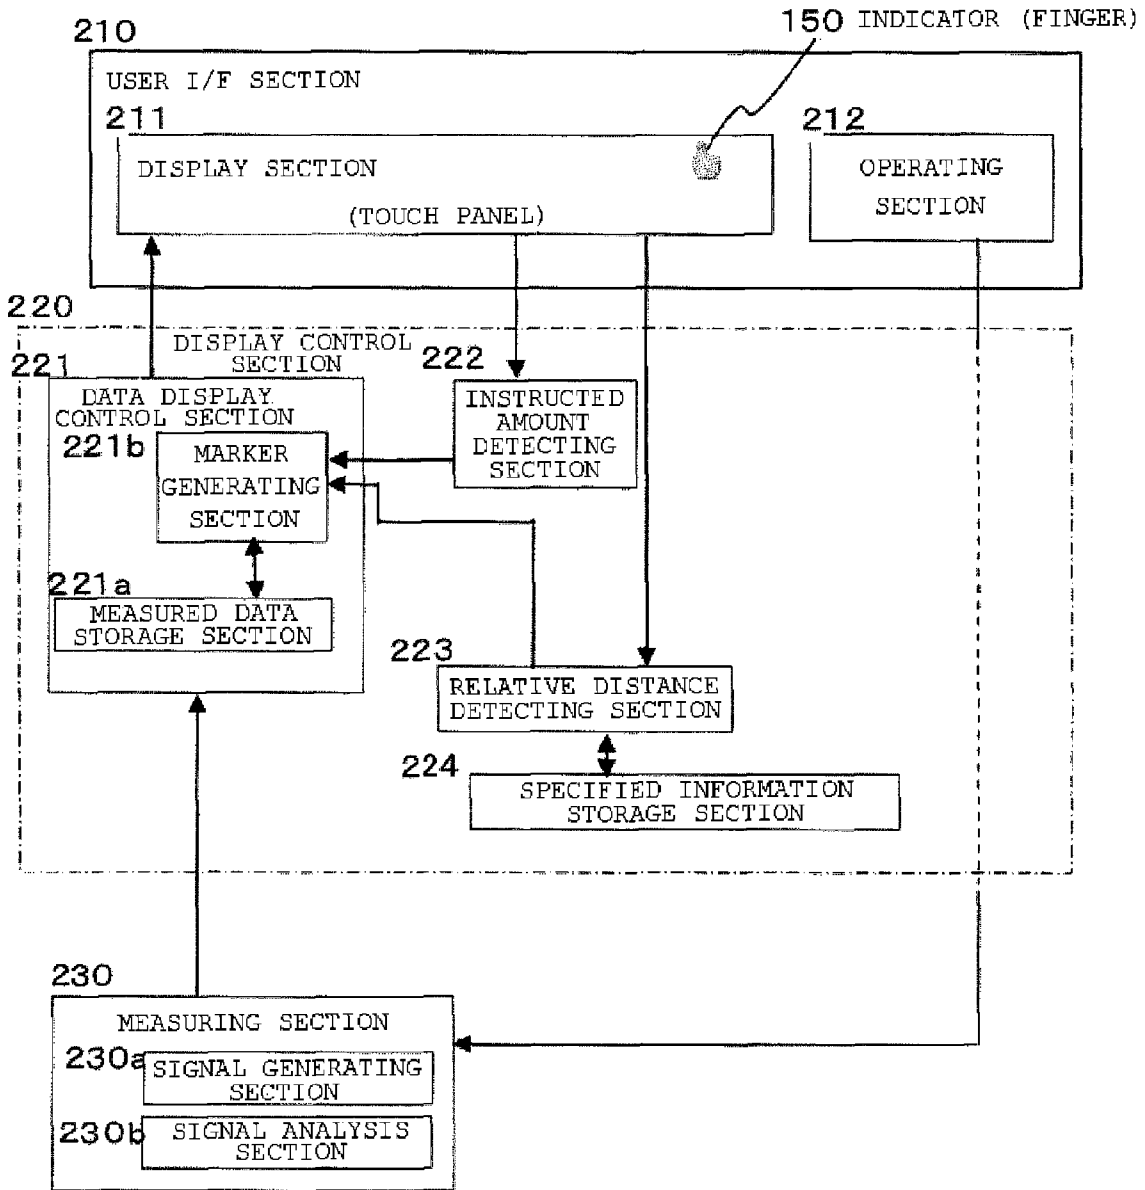 150 INDICATOR (FINGER)
210
USER I/F SECTION
211
212
DISPLAY SECTION
(TOUCH PANEL)
OPERATING
SECTION
220
DISPLAY CONTROL
SECTION
221
222
DATA DISPLAY
CONTROL SECTION
INSTRUCTED
AMOUNT
DETECTING
SECTION
221b
MARKER
GENERATING
SECTION
221a
MEASURED DATA
STORAGE SECTION
223
RELATIVE DISTANCE
DETECTING SECTION
224
SPECIFIED INFORMATION
STORAGE SECTION
230
MEASURING SECTION
230a
SIGNAL GENERATING
SECTION
230b
SIGNAL ANALYSIS
SECTION